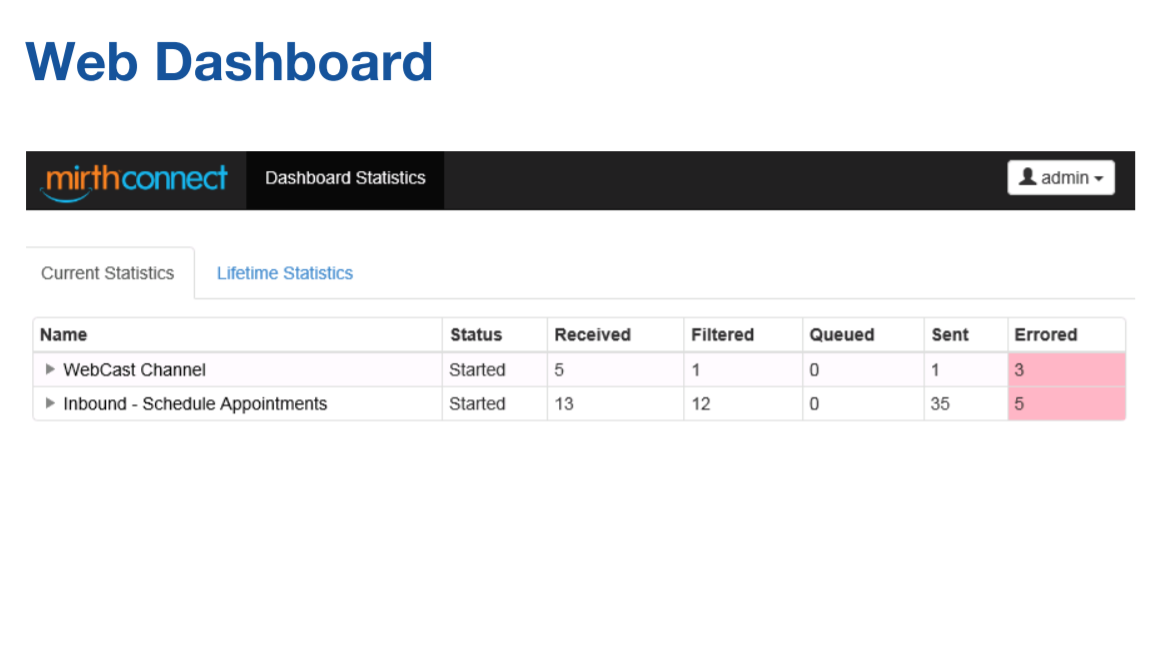 Web Dashboard
mirthconnect Dashboard Statistics admin
Current Statistics Lifetime Statistics
Name Status Received Filtered Queued Sent Errored
WebCast Channel Started 5 1 0 1 3
Inbound - Schedule Appointments Started 13 12 0 35 5